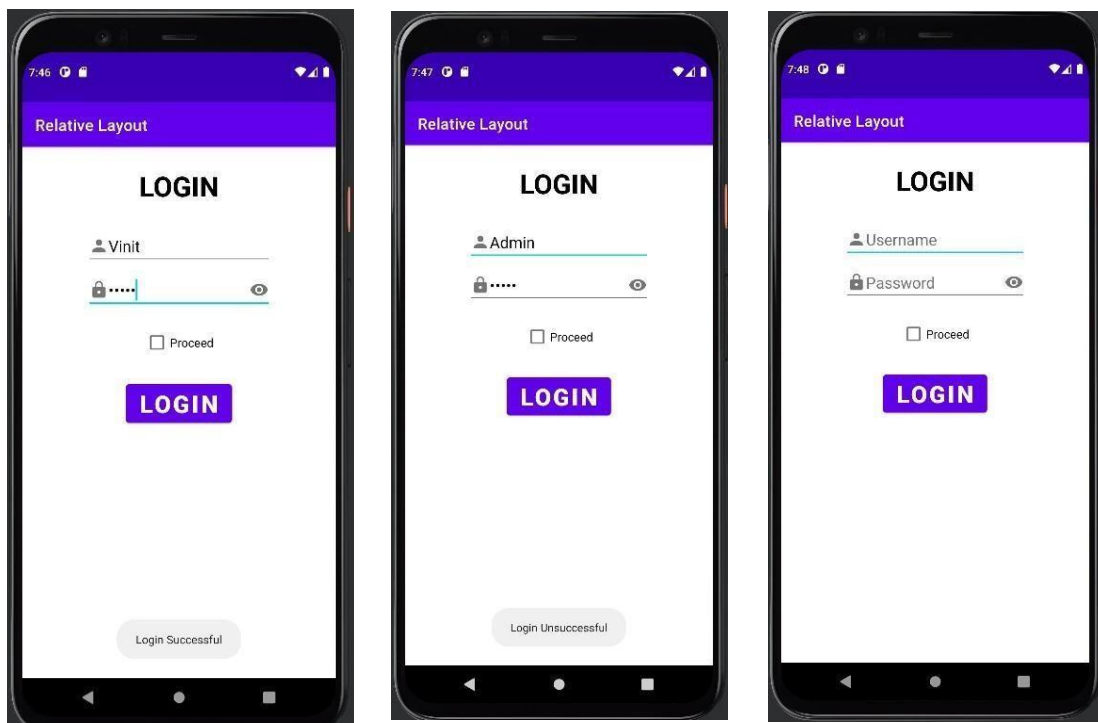 7:46
Relative Layout
LOGIN
Vinit
•••••
Proceed
LOGIN
Login Successful
7:47
Relative Layout
LOGIN
Admin
•••••
Proceed
LOGIN
Login Unsuccessful
7:48
Relative Layout
LOGIN
Username
Password
Proceed
LOGIN